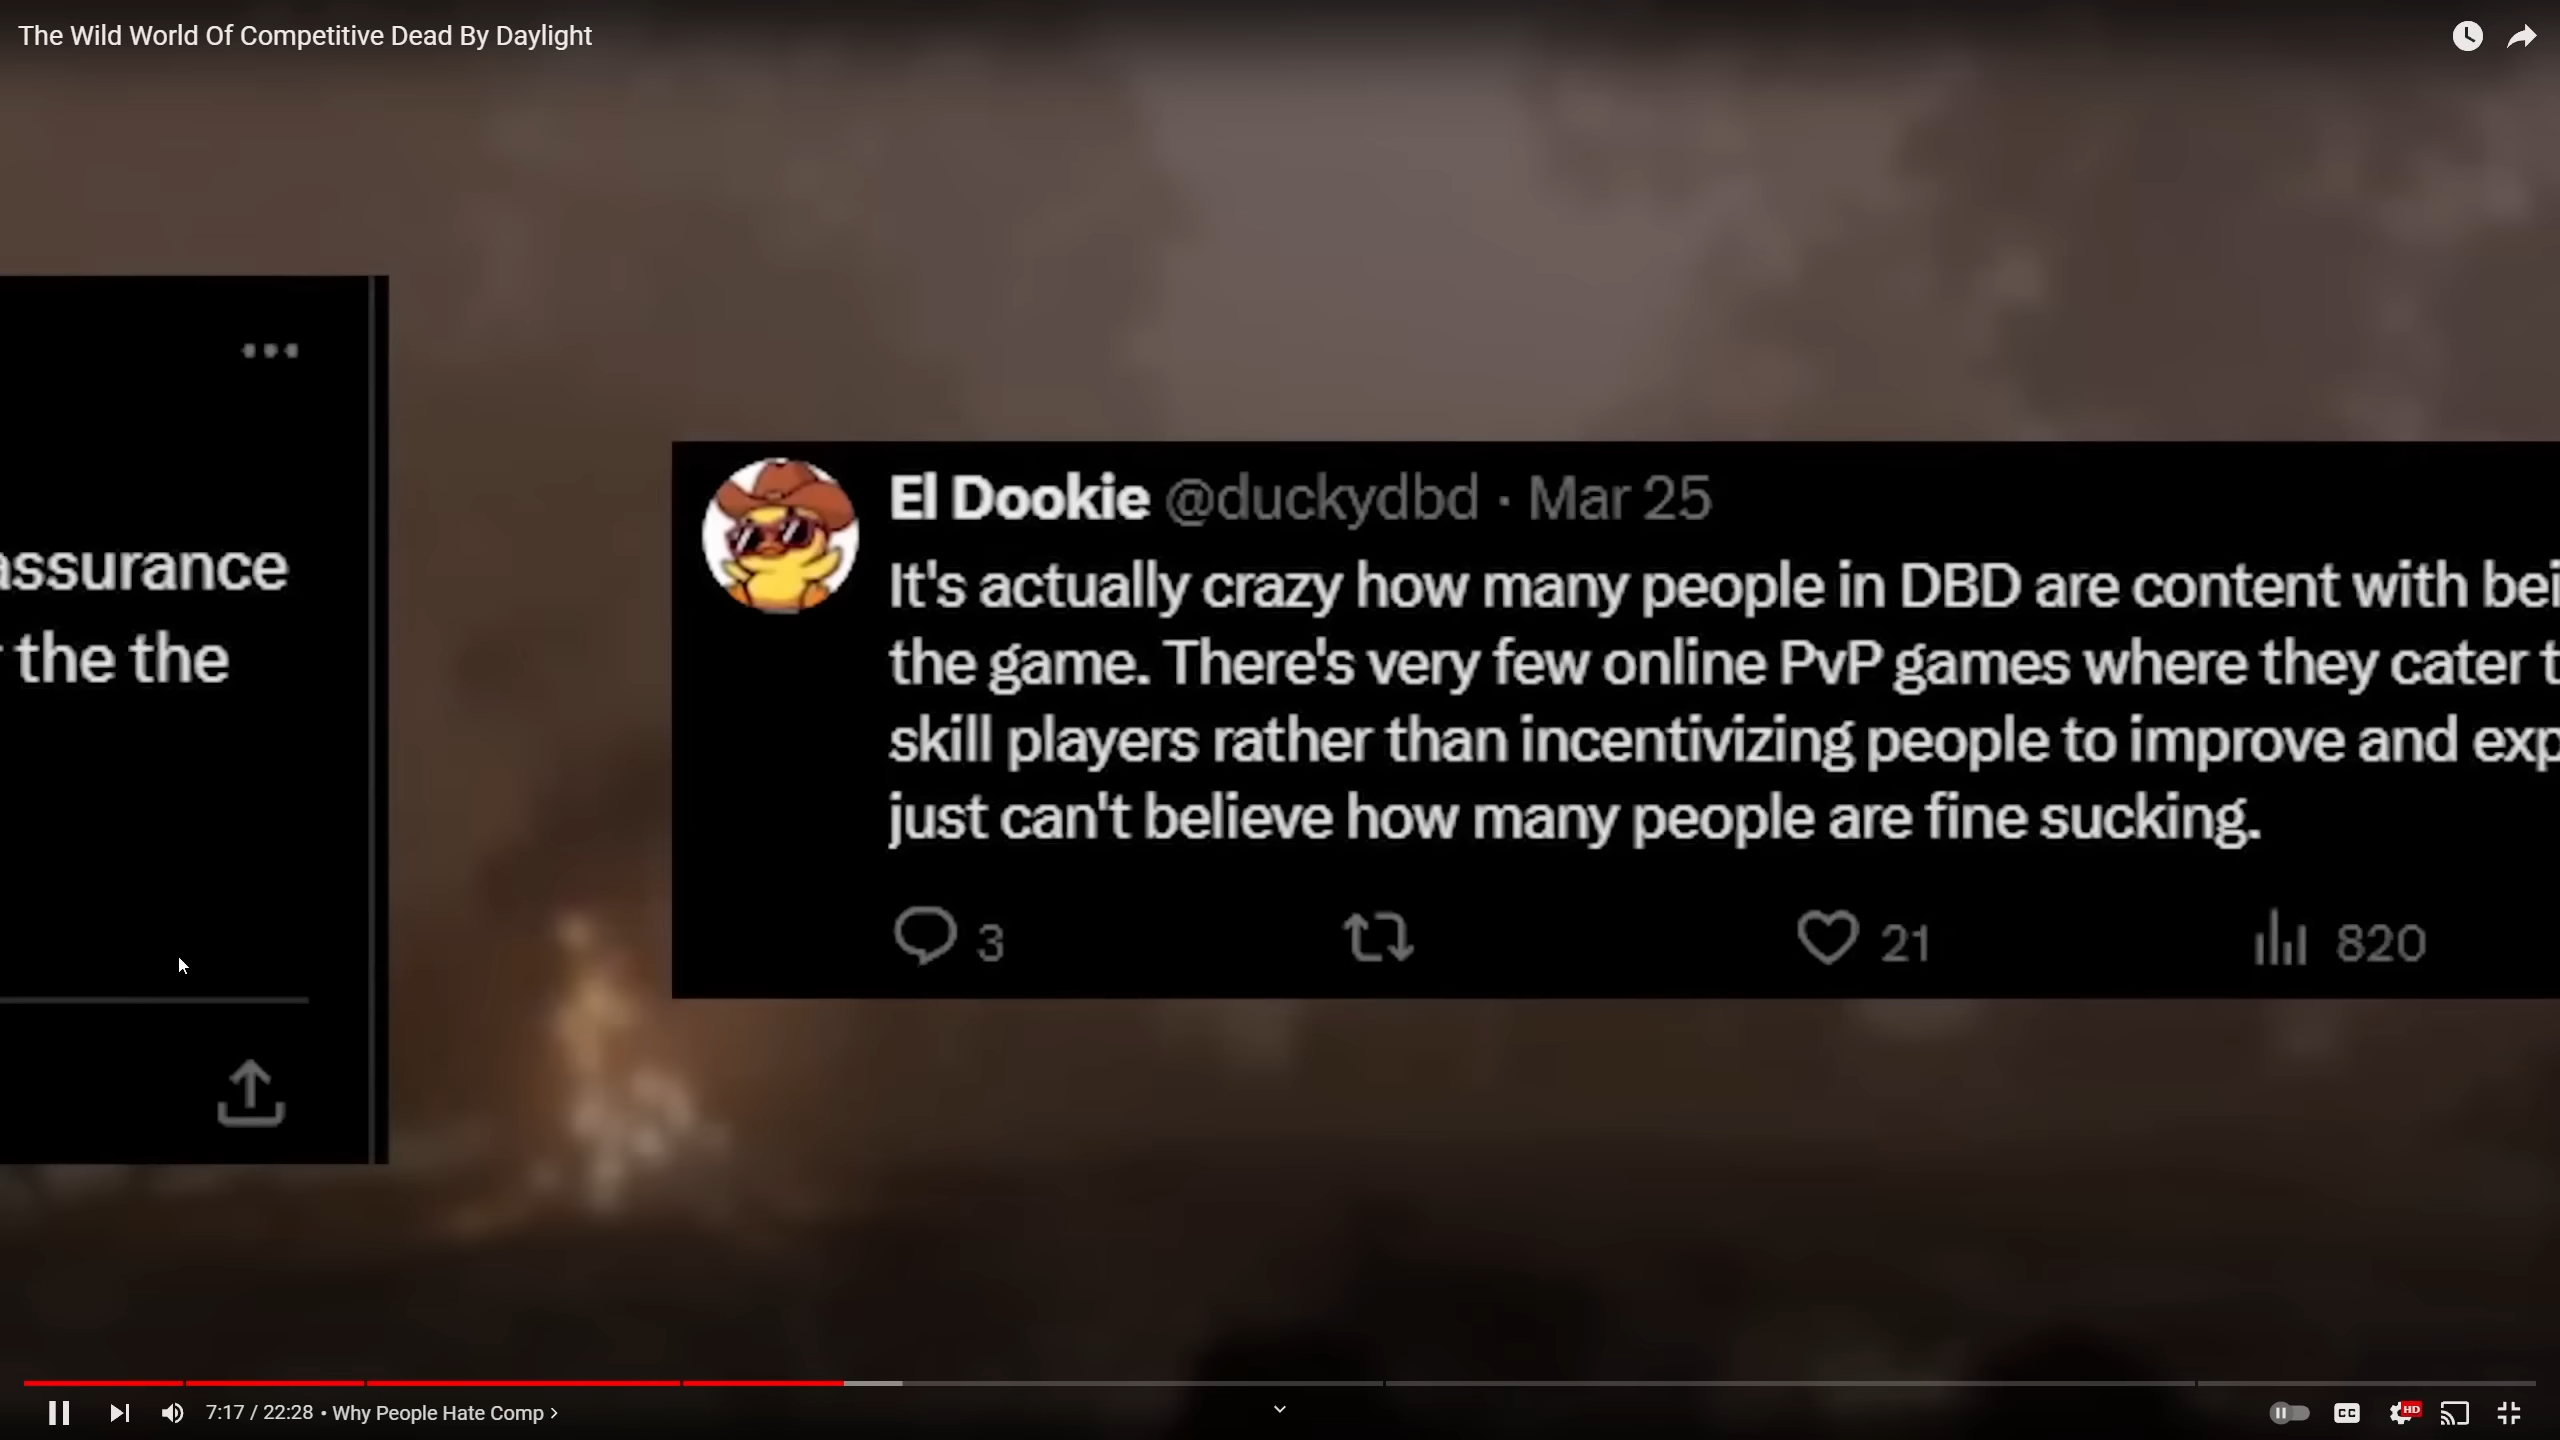 The Wild World Of Competitive Dead By Daylight
assurance
the the
El Dookie @duckydbd · Mar 25
It's actually crazy how many people in DBD are content with bei
the game. There's very few online PvP games where they cater t
skill players rather than incentivizing people to improve and exp
just can't believe how many people are fine sucking.
3 21 820
7:17 / 22:28 • Why People Hate Comp ›
CC HD